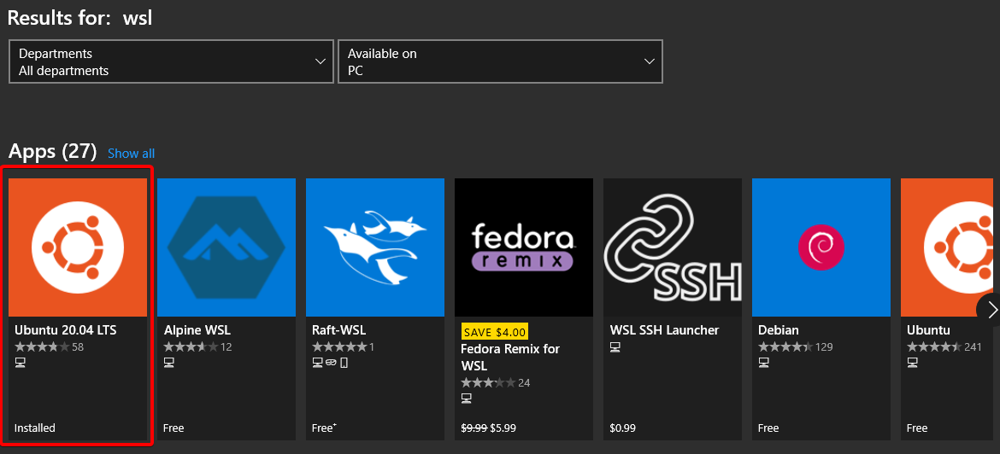 Results for: wsl
Departments
All departments
Available on
PC
Apps (27) Show all
Ubuntu 20.04 LTS
58
Installed
Alpine WSL
12
Free
Raft-WSL
1
Free+
fedora
remix
SAVE $4.00
Fedora Remix for
WSL
24
$9.99 $5.99
SSH
WSL SSH Launcher
$0.99
Debian
129
Free
Ubuntu
241
Free